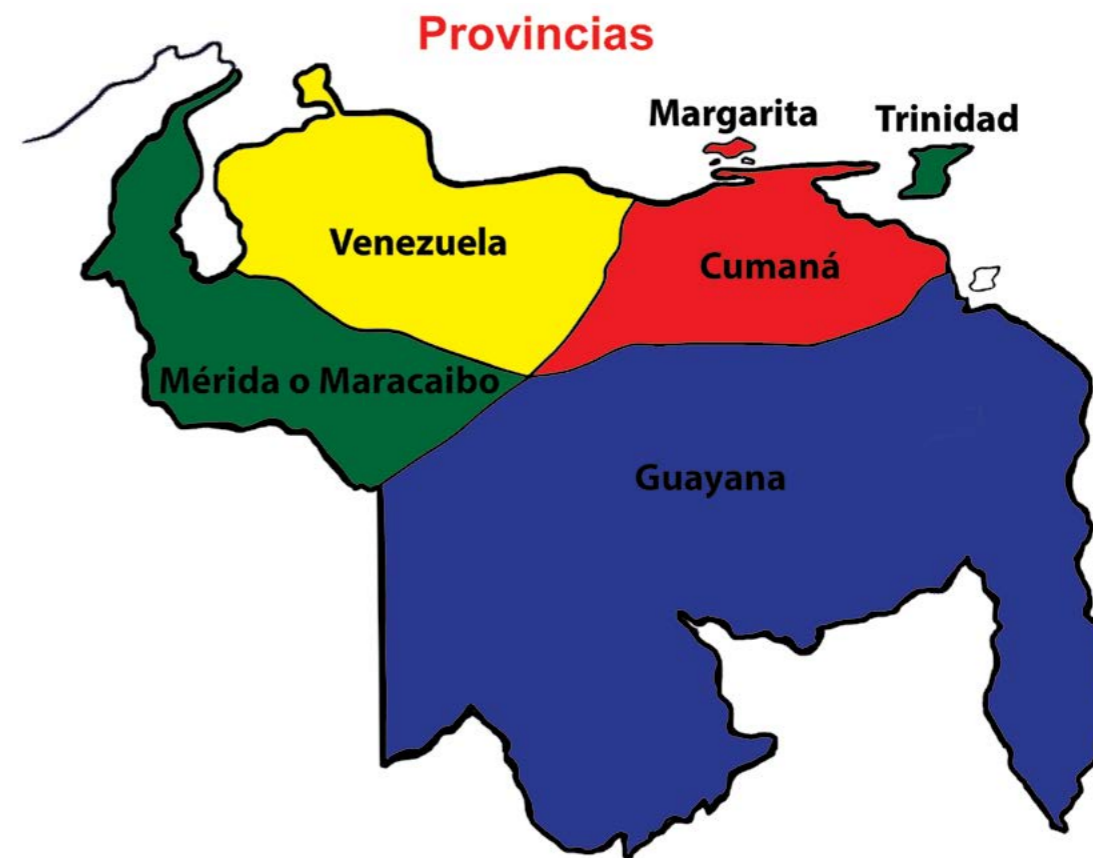 Provincias
Margarita
Trinidad
Venezuela
Cumaná
Mérida o Maracaibo
Guayana